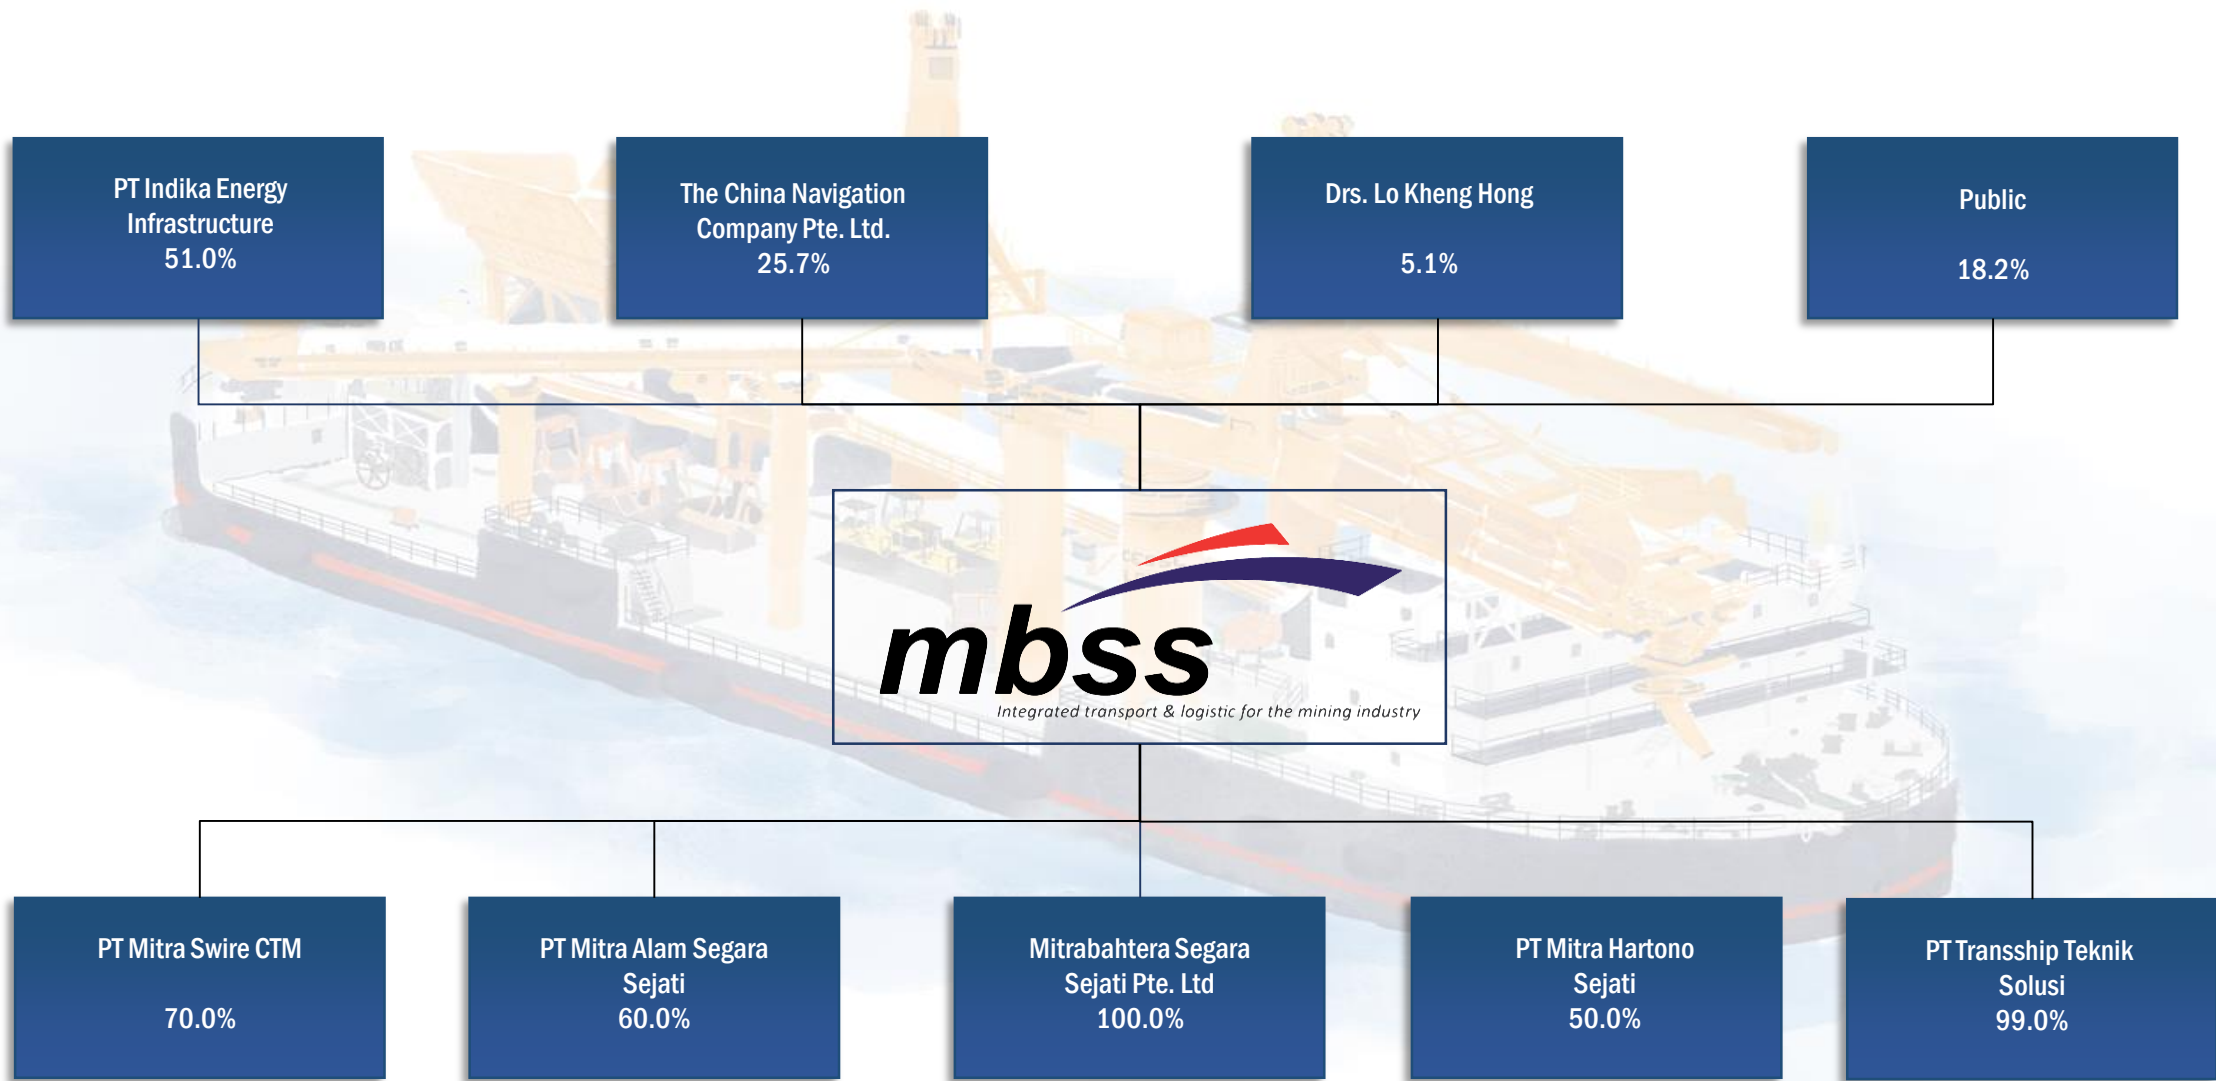 PT Indika Energy
Infrastructure
51.0%
The China Navigation
Company Pte. Ltd.
25.7%
Drs. Lo Kheng Hong
5.1%
Public
18.2%
mbss
Integrated transport & logistic for the mining industry
PT Mitra Swire CTM
70.0%
PT Mitra Alam Segara
Sejati
60.0%
Mitrabahtera Segara
Sejati Pte. Ltd
100.0%
PT Mitra Hartono
Sejati
50.0%
PT Transship Teknik
Solusi
99.0%